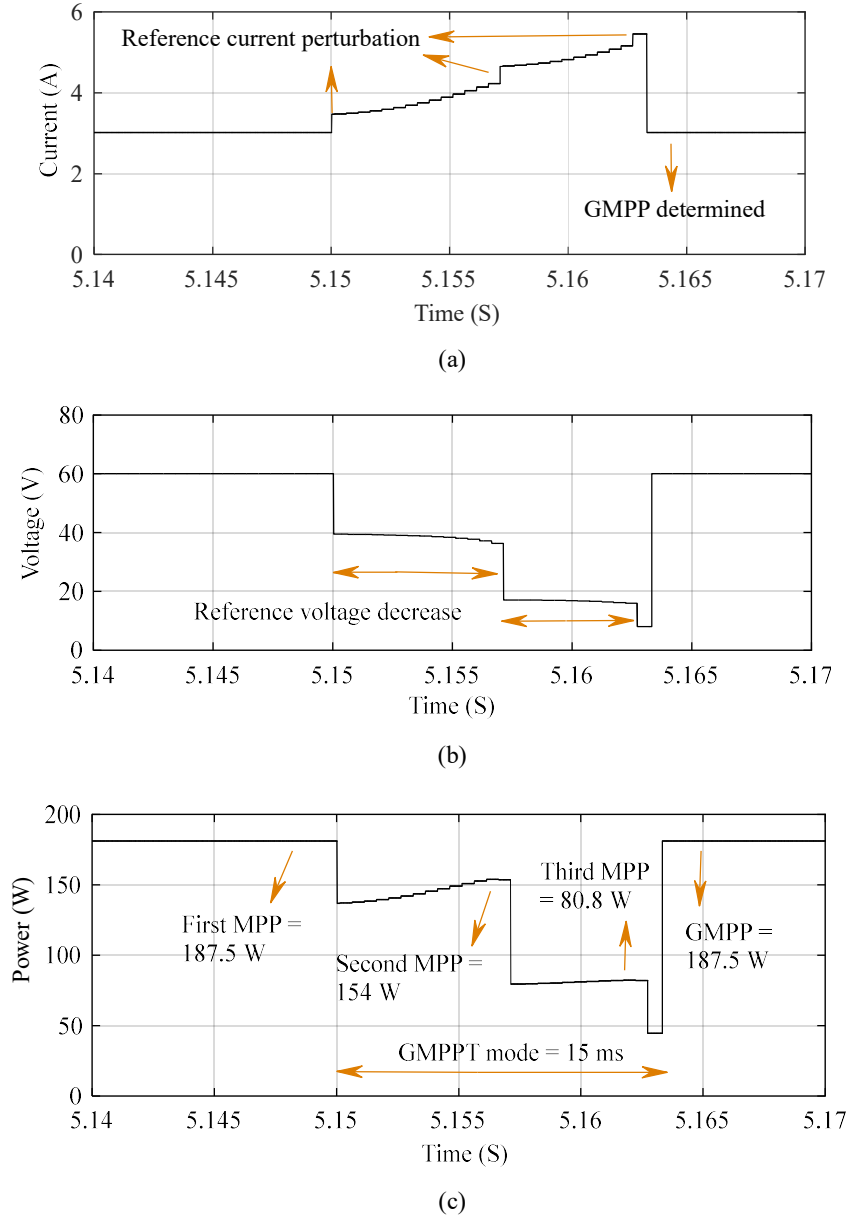 6
Reference current perturbation
4
Current (A)
2
GMPP determined
0
5.14 5.145 5.15 5.155 5.16 5.165 5.17
Time (S)
(a)
80
60
Voltage (V)
40
20
Reference voltage decrease
0
5.14 5.145 5.15 5.155 5.16 5.165 5.17
Time (S)
(b)
200
150
Power (W)
100
50
0
First MPP =
187.5 W
Second MPP =
154 W
Third MPP
= 80.8 W
GMPP =
187.5 W
GMPPT mode = 15 ms
5.14 5.145 5.15 5.155 5.16 5.165 5.17
Time (S)
(c)